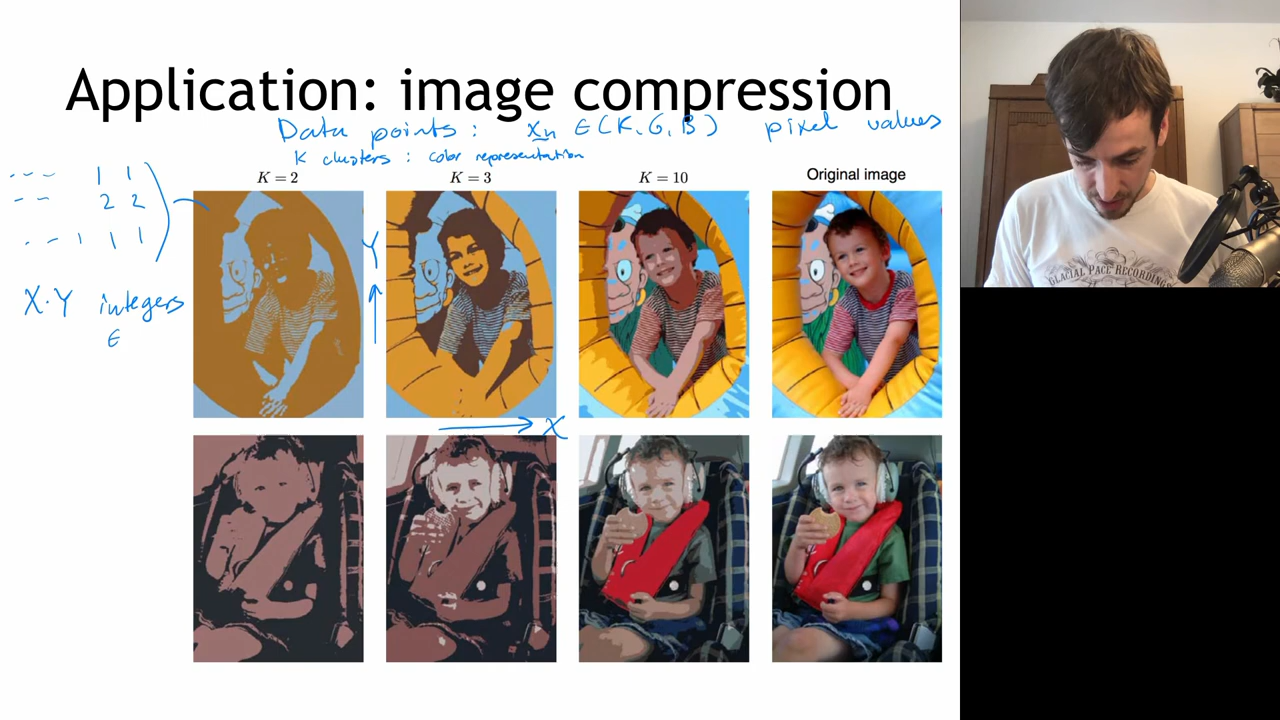 Application: image compression
Data points: xn ∈ (R, G, B) pixel values
K clusters: color representation
K = 2
K = 3
K = 10
Original image
--- 1 1
-- 2 2
--1 1 1
Y
X·Y integers
∈
X
GLACIAL PACE RECORDINGS